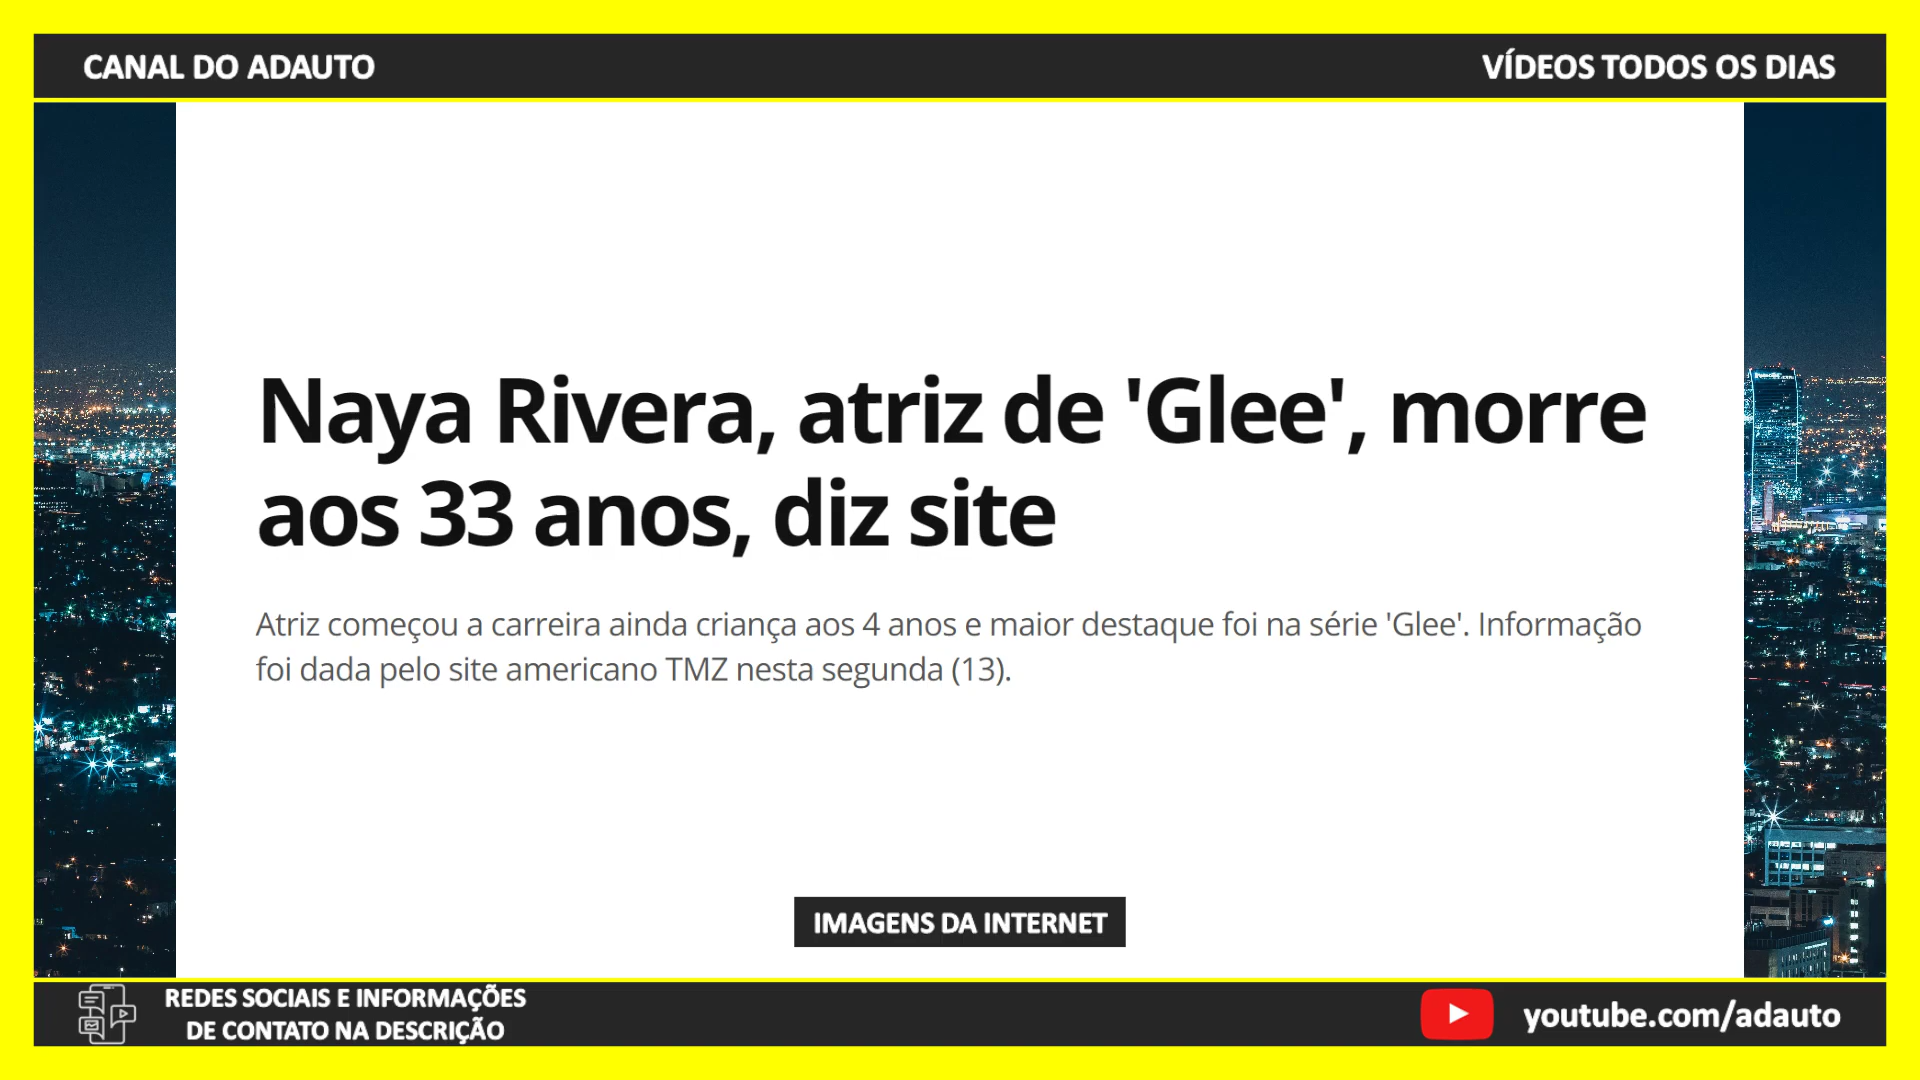 CANAL DO ADAUTO
VÍDEOS TODOS OS DIAS
Naya Rivera, atriz de 'Glee', morre
aos 33 anos, diz site
Atriz começou a carreira ainda criança aos 4 anos e maior destaque foi na série 'Glee'. Informação
foi dada pelo site americano TMZ nesta segunda (13).
IMAGENS DA INTERNET
REDES SOCIAIS E INFORMAÇÕES
DE CONTATO NA DESCRIÇÃO
youtube.com/adauto